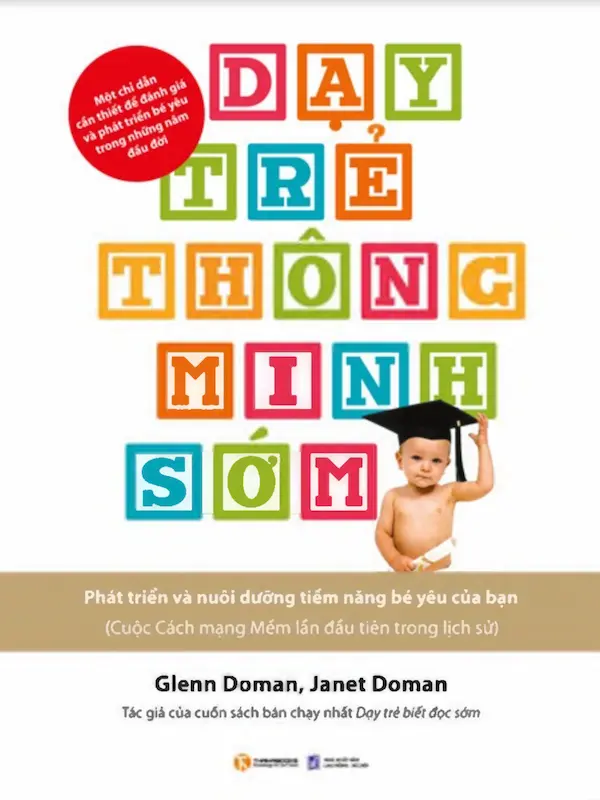 Một chỉ dẫn
cần thiết để đánh giá
và phát triển bé yêu
trong những năm
đầu đời
DẠY
TRẺ
THÔNG
MINH
SỚM
Phát triển và nuôi dưỡng tiềm năng bé yêu của bạn
(Cuộc Cách mạng Mềm lần đầu tiên trong lịch sử)
Glenn Doman, Janet Doman
Tác giả của cuốn sách bán chạy nhất Dạy trẻ biết đọc sớm
THAIHABOOKS